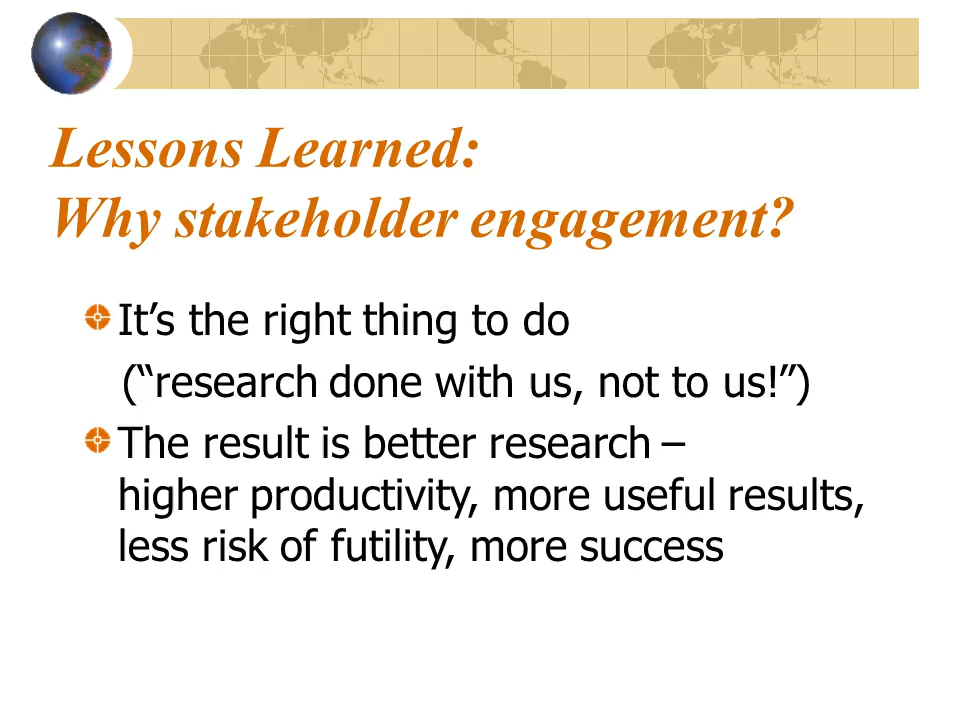 Lessons Learned:
Why stakeholder engagement?
It’s the right thing to do
(“research done with us, not to us!”)
The result is better research –
higher productivity, more useful results,
less risk of futility, more success